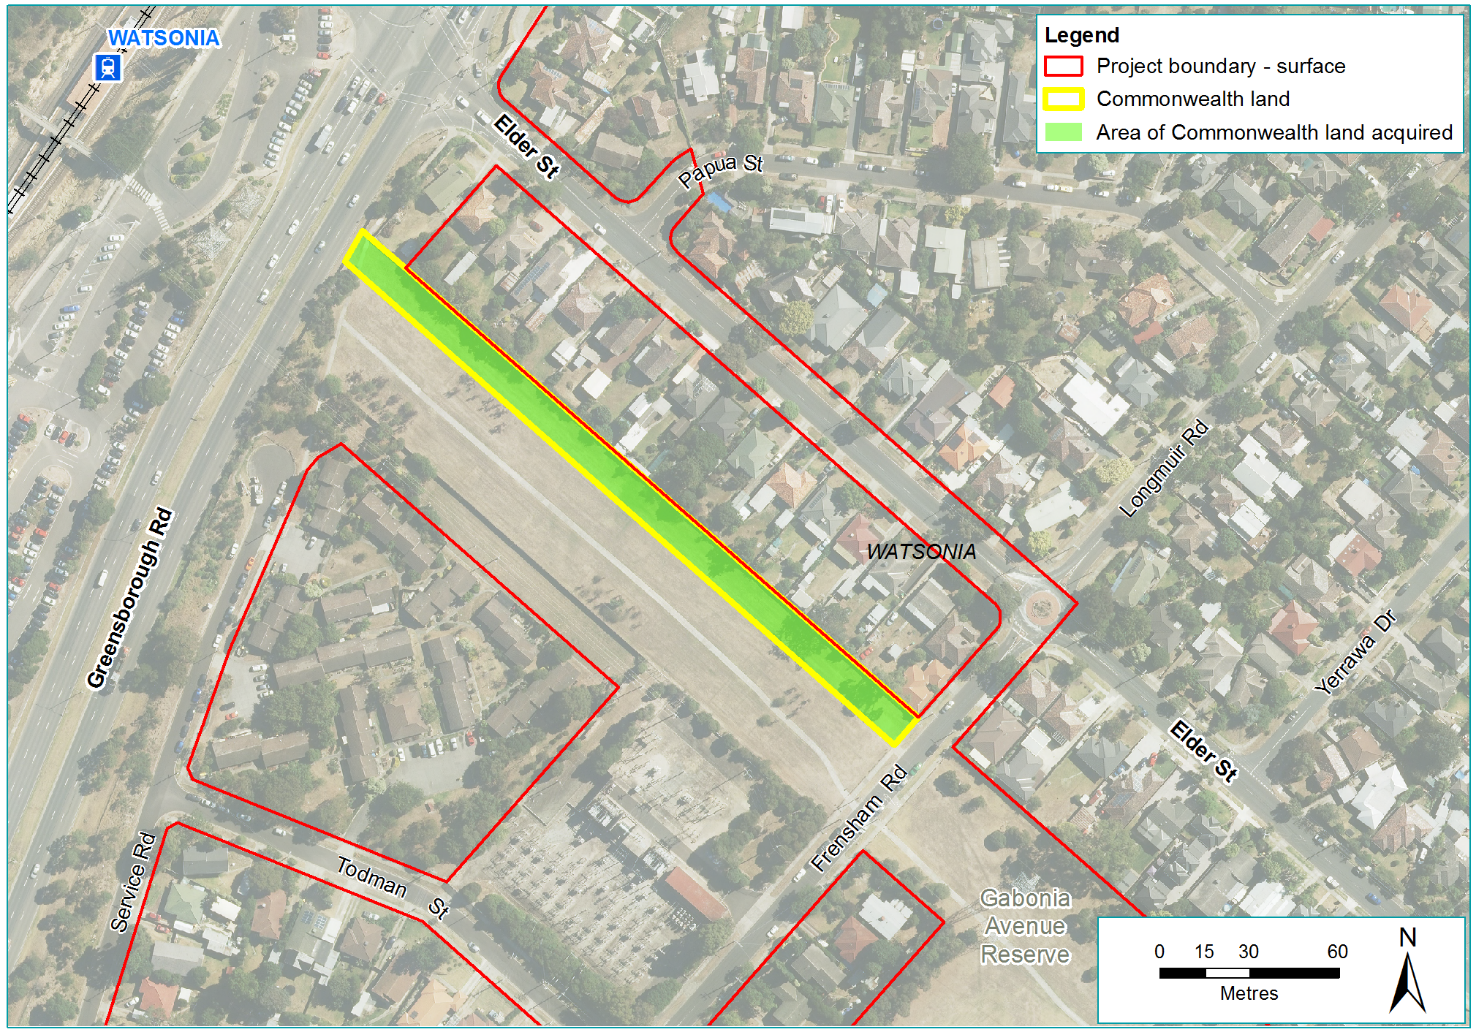 WATSONIA
Legend
Project boundary - surface
Commonwealth land
Area of Commonwealth land acquired
Elder St
Papua St
Longmuir Rd
WATSONIA
Greensborough Rd
Yerrawa Dr
Elder St
Frensham Rd
Service Rd
Todman St
Gabonia
Avenue
Reserve
N
0 15 30 60
Metres